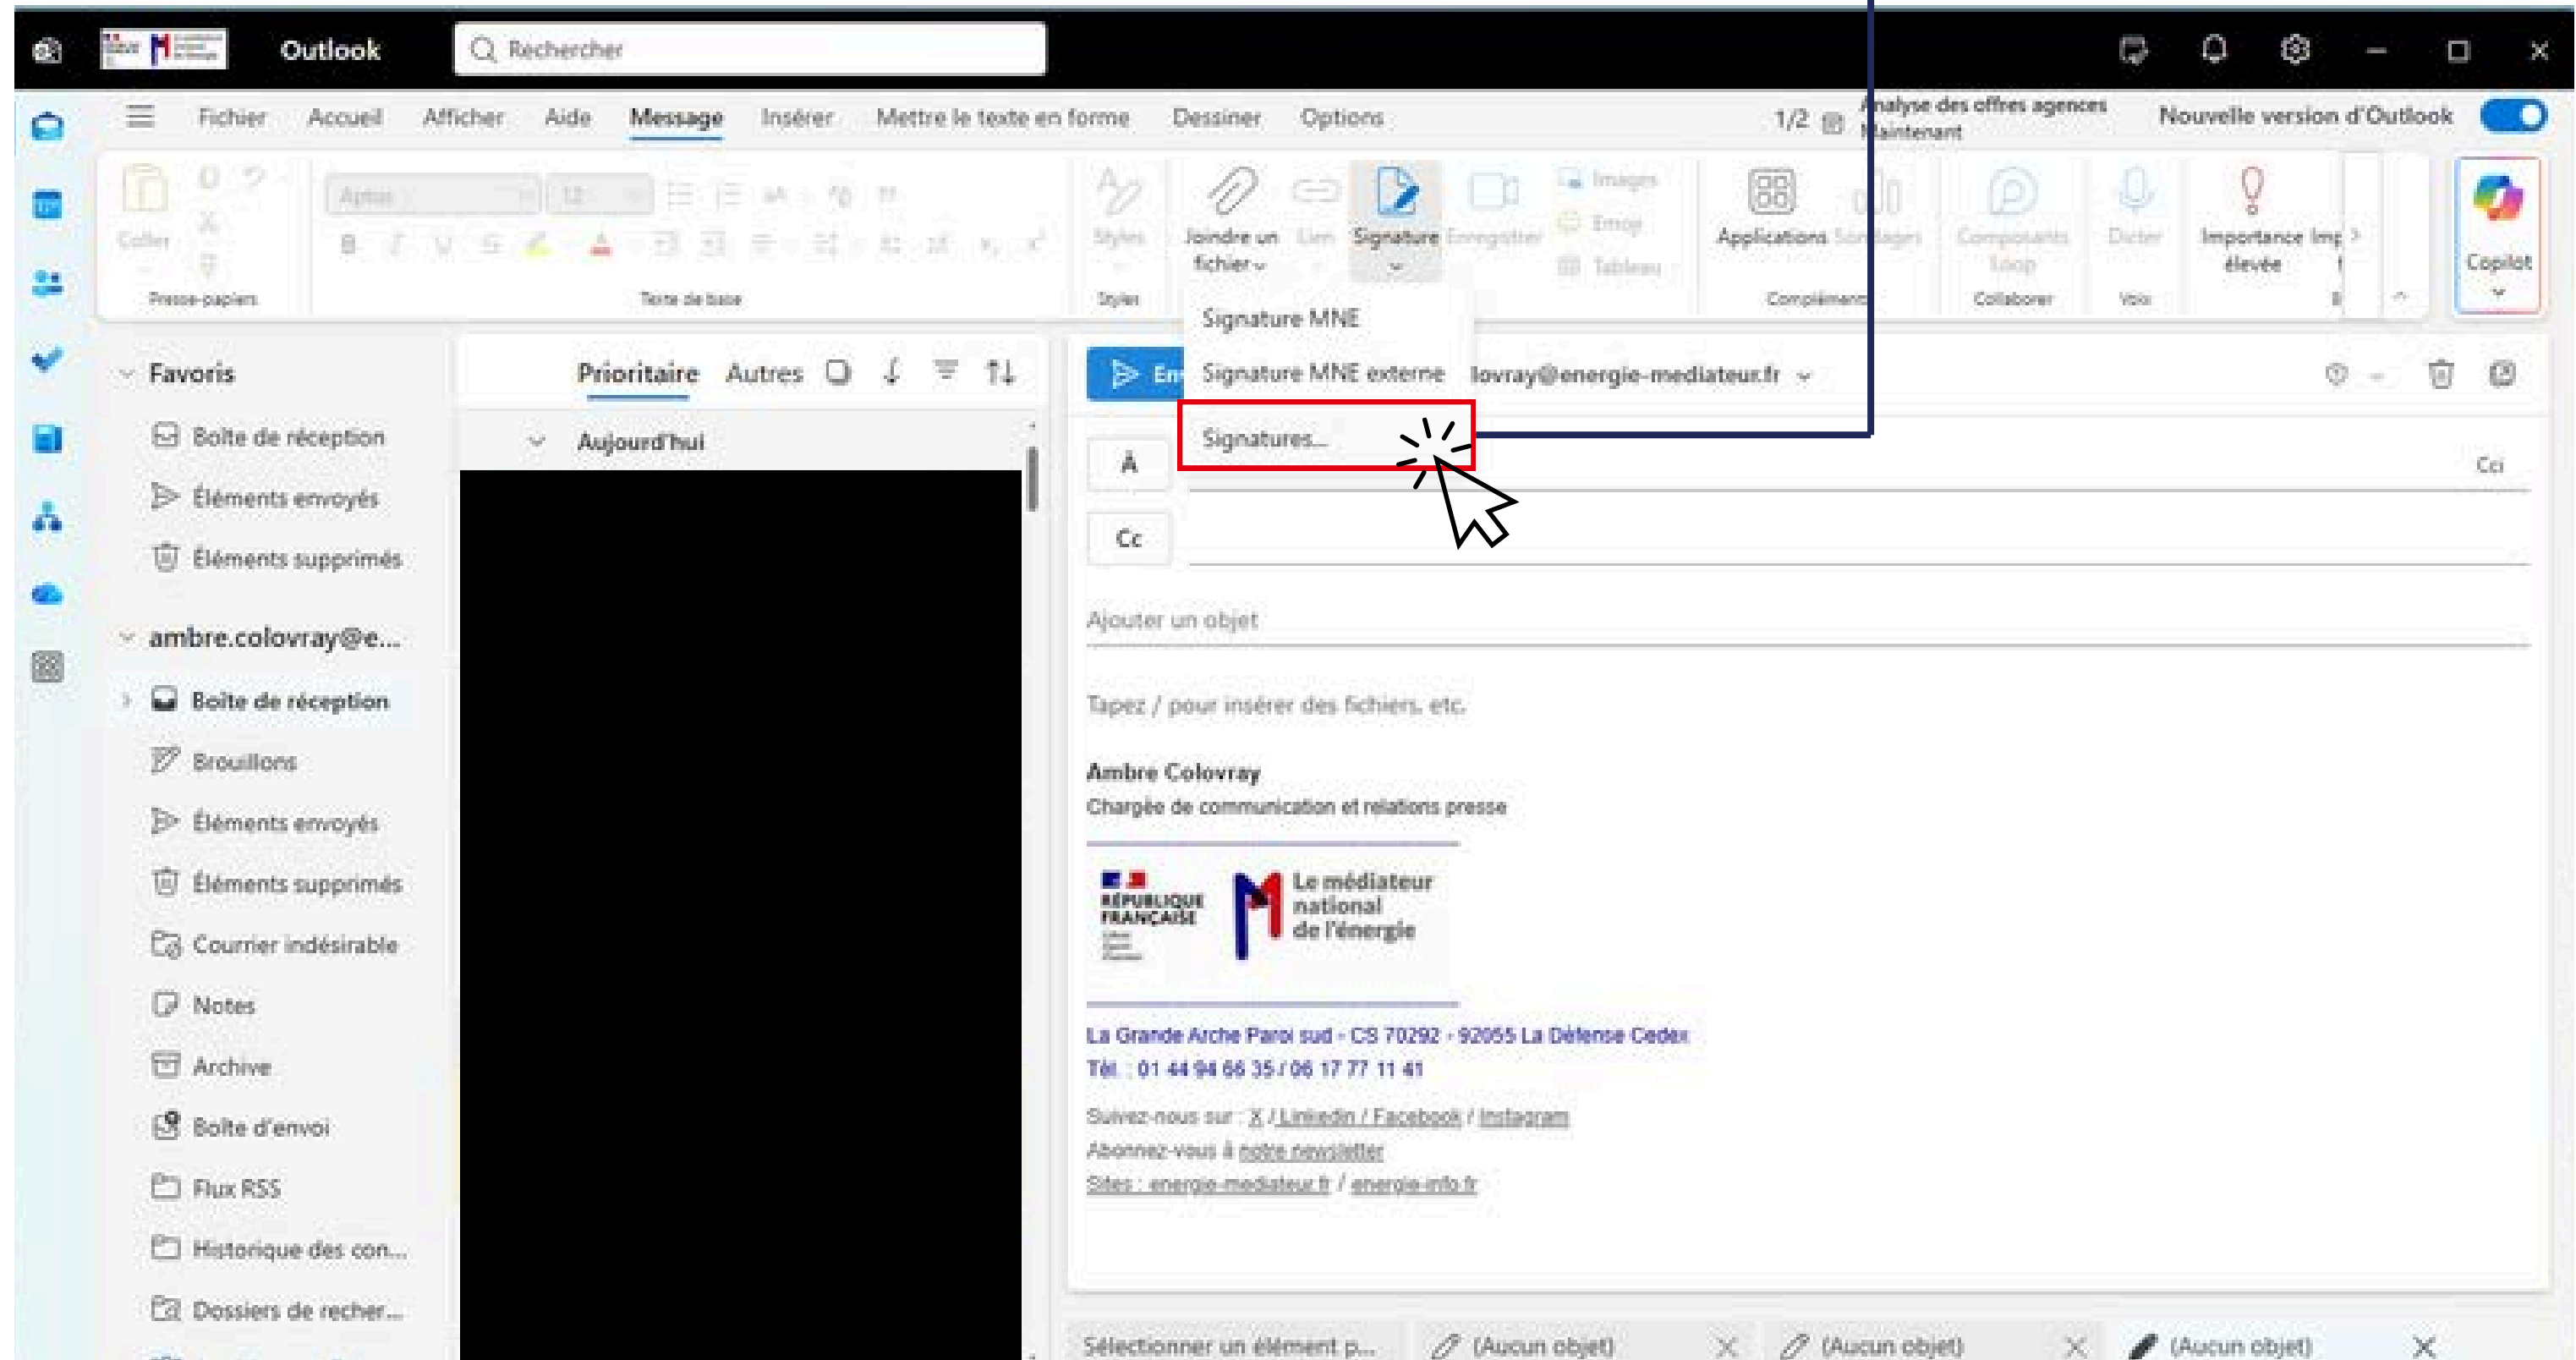 Outlook
Rechercher
Fichier Accueil Afficher Aide Message Insérer Mettre le texte en forme Dessiner Options
1/2 Analyse des offres agences
Maintenant
Nouvelle version d'Outlook
Coller
Presse-papiers
Aptos 12
B I U S
Texte de base
Styles
Styles
Joindre un
fichier
Lien
Signature
Enregistrer
Images
Emoji
Tableau
Applications
Sondages
Complément
Composants
Loop
Collaborer
Dicter
Voix
Importance
élevée
Copilot
Signature MNE
Signature MNE externe
Signatures...
lovray@energie-mediateur.fr
Favoris
Boîte de réception
Éléments envoyés
Éléments supprimés
ambre.colovray@e...
Boîte de réception
Brouillons
Éléments envoyés
Éléments supprimés
Courrier indésirable
Notes
Archive
Boîte d'envoi
Flux RSS
Historique des con...
Dossiers de recher...
Prioritaire Autres
Aujourd'hui
À
Cci
Cc
Ajouter un objet
Tapez / pour insérer des fichiers, etc.
Ambre Colovray
Chargée de communication et relations presse
RÉPUBLIQUE
FRANÇAISE
Le médiateur
national
de l'énergie
La Grande Arche Paroi sud - CS 70292 - 92055 La Défense Cedex
Tél. : 01 44 94 66 35 / 06 17 77 11 41
Suivez-nous sur : X / Linkedin / Facebook / Instagram
Abonnez-vous à notre newsletter
Sites : energie-mediateur.fr / energie-info.fr
Sélectionner un élément p...
(Aucun objet)
(Aucun objet)
(Aucun objet)